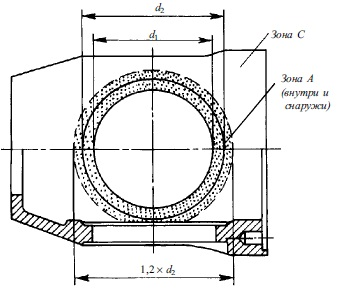 d₂
d₁
Зона С
Зона А
(внутри и
снаружи)
1,2 × d₂